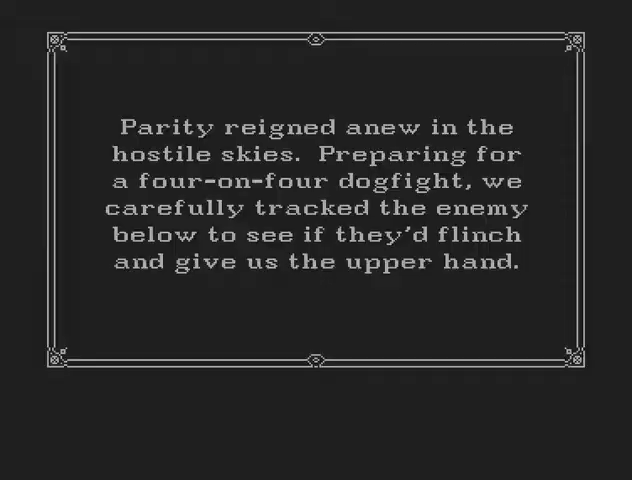 Parity reigned anew in the
hostile skies.  Preparing for
a four-on-four dogfight, we
carefully tracked the enemy
below to see if they'd flinch
and give us the upper hand.